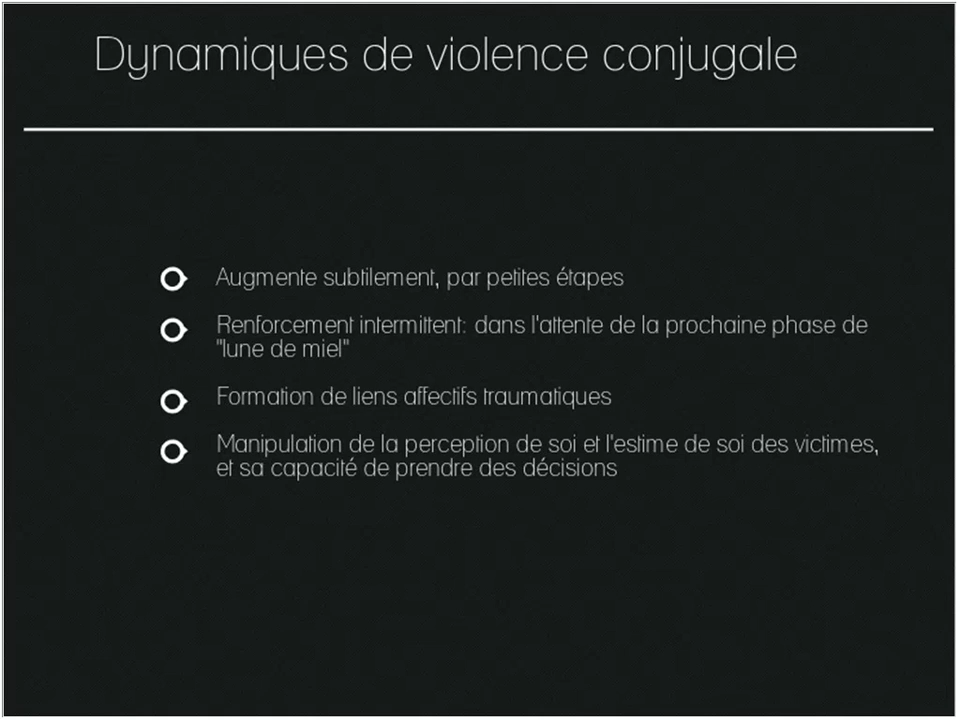 Dynamiques de violence conjugale
Augmente subtilement, par petites étapes
Renforcement intermittent: dans l'attente de la prochaine phase de
"lune de miel"
Formation de liens affectifs traumatiques
Manipulation de la perception de soi et l'estime de soi des victimes,
et sa capacité de prendre des décisions